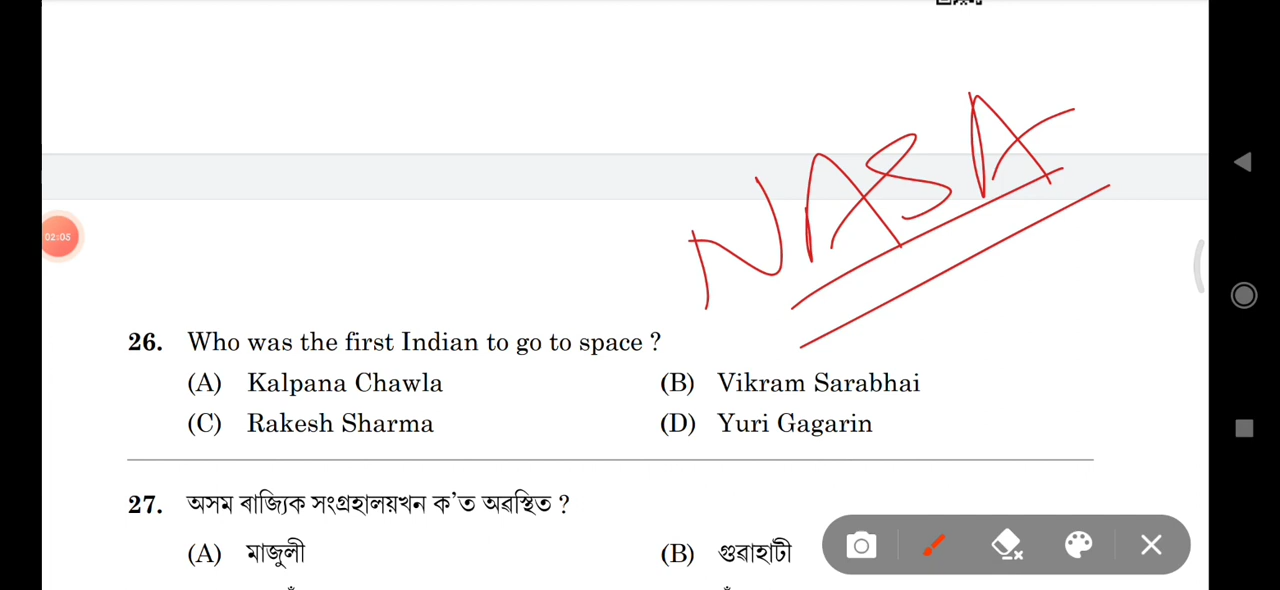 NASA
02:05
26. Who was the first Indian to go to space ?
(A) Kalpana Chawla (B) Vikram Sarabhai
(C) Rakesh Sharma (D) Yuri Gagarin
27. অসম ৰাজ্যিক সংগ্ৰহালয়খন ক'ত অৱস্থিত ?
(A) মাজুলী (B) গুৱাহাটী